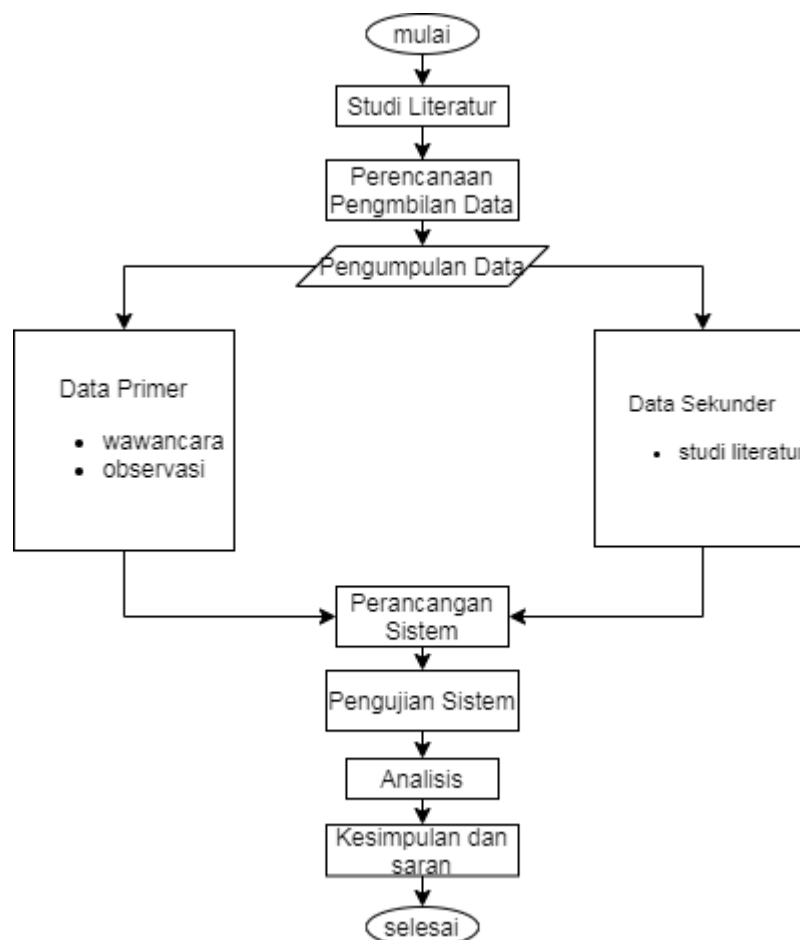 mulai
Studi Literatur
Perencanaan
Pengmbilan Data
Pengumpulan Data
Data Primer
wawancara
observasi
Data Sekunder
studi literatur
Perancangan
Sistem
Pengujian Sistem
Analisis
Kesimpulan dan
saran
selesai